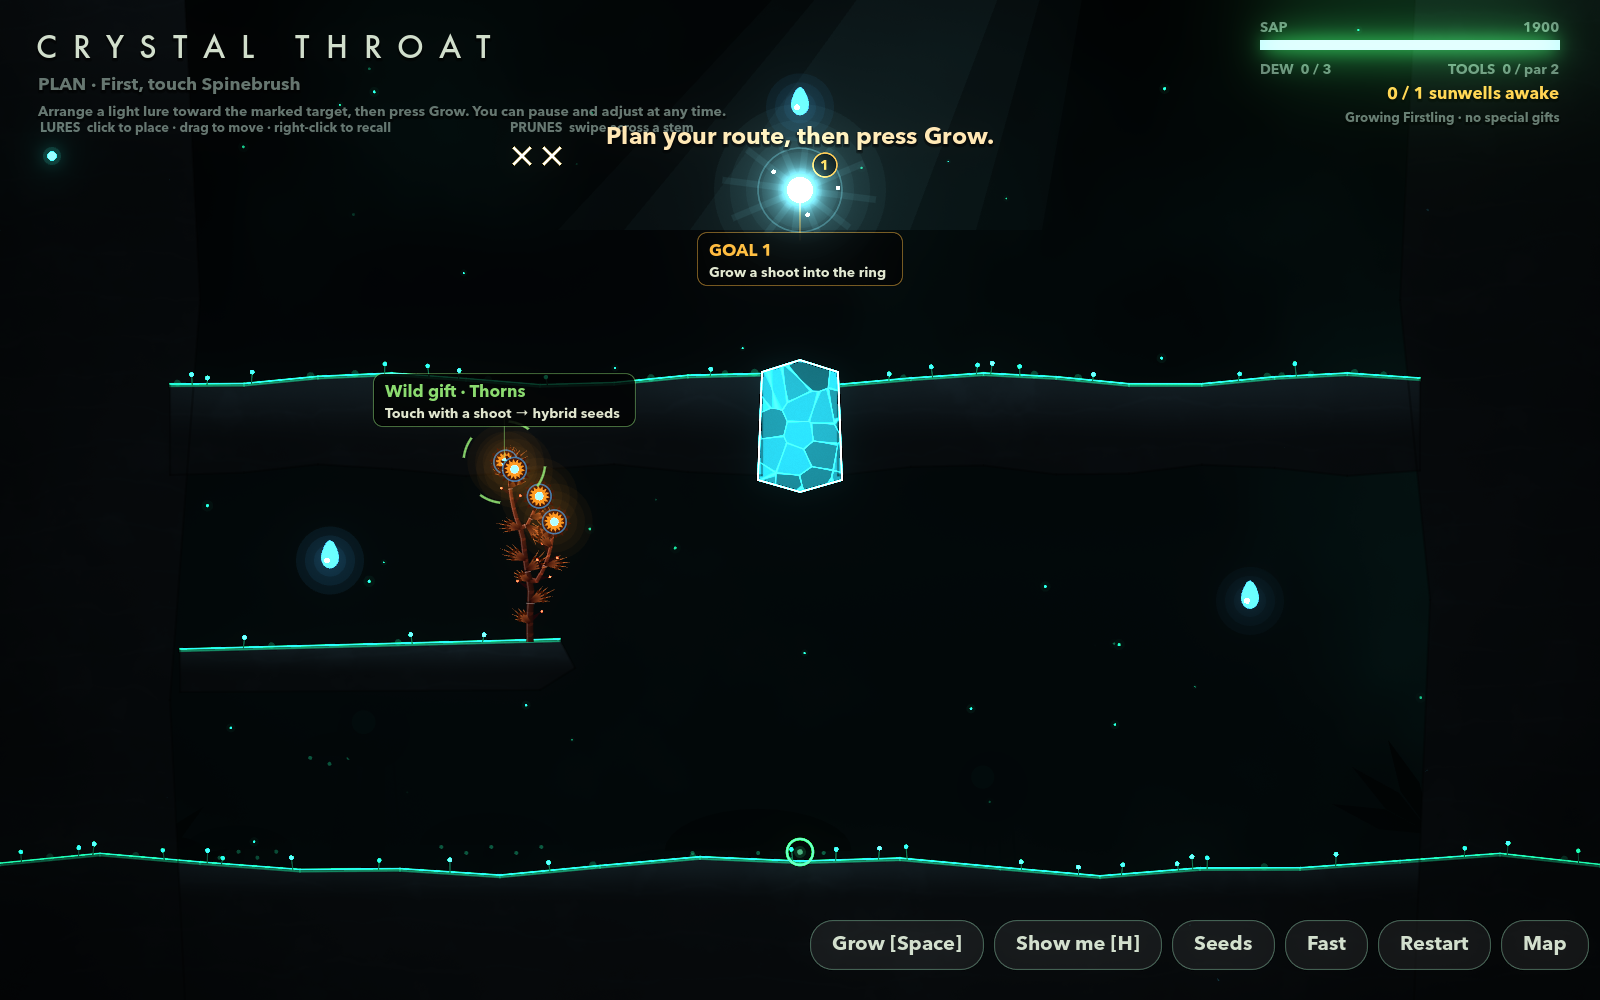 CRYSTAL THROAT
PLAN · First, touch Spinebrush
Arrange a light lure toward the marked target, then press Grow. You can pause and adjust at any time.
LURES click to place · drag to move · right-click to recall
PRUNES swipe across a stem
Plan your route, then press Grow.
SAP 1900
DEW 0 / 3 TOOLS 0 / par 2
0 / 1 sunwells awake
Growing Firstling · no special gifts
1
GOAL 1
Grow a shoot into the ring
Wild gift · Thorns
Touch with a shoot → hybrid seeds
Grow [Space] Show me [H] Seeds Fast Restart Map